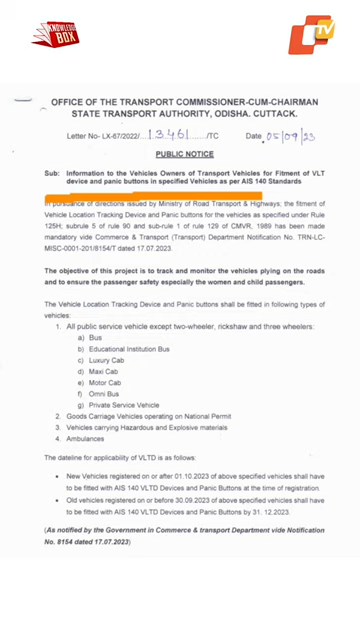 KNOWLEDGE
BOX
TV
OFFICE OF THE TRANSPORT COMMISSIONER-CUM-CHAIRMAN
STATE TRANSPORT AUTHORITY, ODISHA. CUTTACK.
Letter No- LX-67/2022/ 13461 /TC Date 05/09/23
PUBLIC NOTICE
Sub: Information to the Vehicles Owners of Transport Vehicles for Fitment of VLT
device and panic buttons in specified Vehicles as per AIS 140 Standards
In pursuance of directions issued by Ministry of Road Transport & Highways; the fitment of
Vehicle Location Tracking Device and Panic buttons for the vehicles as specified under Rule
125H; subrule 5 of rule 90 and sub-rule 1 of rule 129 of CMVR, 1989 has been made
mandatory vide Commerce & Transport (Transport) Department Notification No. TRN-LC-
MISC-0001-201/8154/T dated 17.07.2023.
The objective of this project is to track and monitor the vehicles plying on the roads
and to ensure the passenger safety especially the women and child passengers.
The Vehicle Location Tracking Device and Panic buttons shall be fitted in following types of
vehicles:
1. All public service vehicle except two-wheeler, rickshaw and three wheelers:
a) Bus
b) Educational Institution Bus
c) Luxury Cab
d) Maxi Cab
e) Motor Cab
f) Omni Bus
g) Private Service Vehicle
2. Goods Carriage Vehicles operating on National Permit
3. Vehicles carrying Hazardous and Explosive materials
4. Ambulances
The dateline for applicability of VLTD is as follows:
• New Vehicles registered on or after 01.10.2023 of above specified vehicles shall have
to be fitted with AIS 140 VLTD Devices and Panic Buttons at the time of registration.
• Old vehicles registered on or before 30.09.2023 of above specified vehicles shall have
to be fitted with AIS 140 VLTD Devices and Panic Buttons by 31. 12.2023.
(As notified by the Government in Commerce & transport Department vide Notification
No. 8154 dated 17.07.2023)